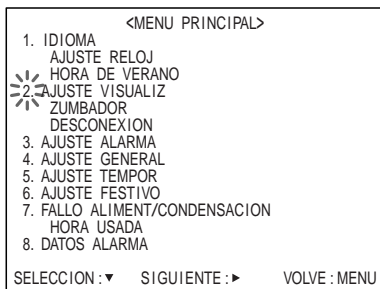 <MENU PRINCIPAL>
1. IDIOMA
AJUSTE RELOJ
HORA DE VERANO
2. AJUSTE VISUALIZ
ZUMBADOR
DESCONEXION
3. AJUSTE ALARMA
4. AJUSTE GENERAL
5. AJUSTE TEMPOR
6. AJUSTE FESTIVO
7. FALLO ALIMENT/CONDENSACION
HORA USADA
8. DATOS ALARMA
SELECCION : ▼ SIGUIENTE : ► VOLVE : MENU